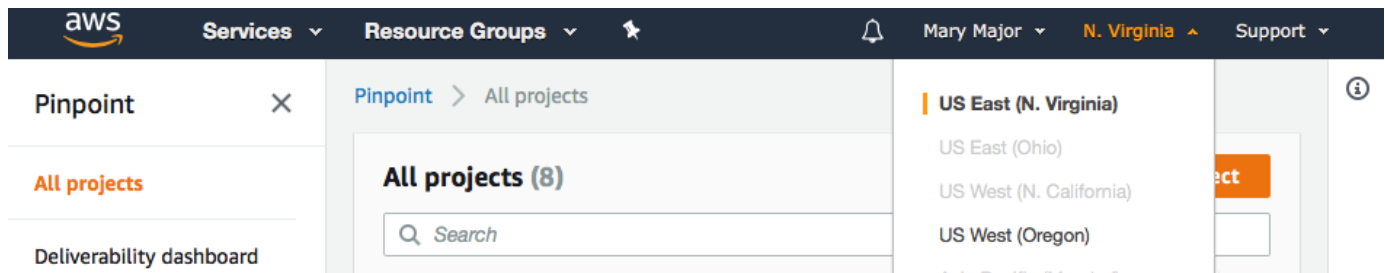 aws Services Resource Groups Mary Major N. Virginia Support
Pinpoint
All projects
Deliverability dashboard
Pinpoint > All projects
All projects (8)
Search
US East (N. Virginia)
US East (Ohio)
US West (N. California)
US West (Oregon)